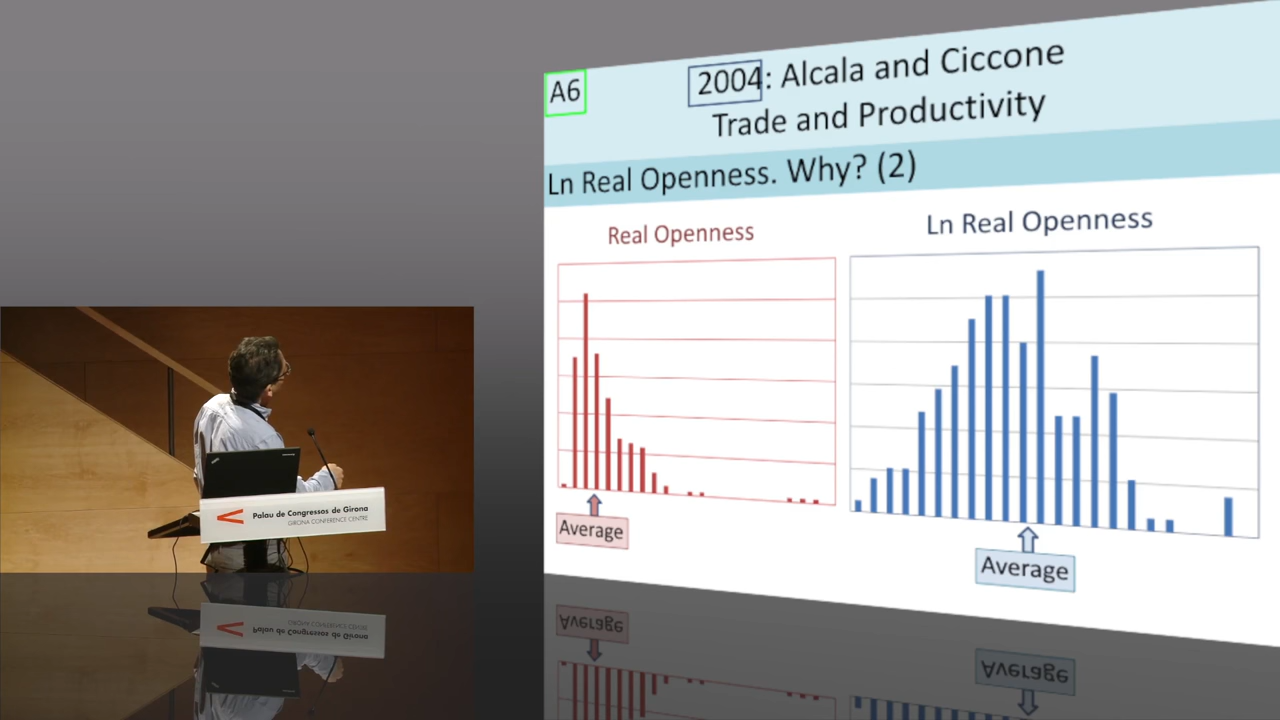 A6
2004: Alcala and Ciccone
Trade and Productivity
Ln Real Openness. Why? (2)
Real Openness
Ln Real Openness
Average
Average
Palau de Congressos de Girona
GIRONA CONFERENCE CENTRE